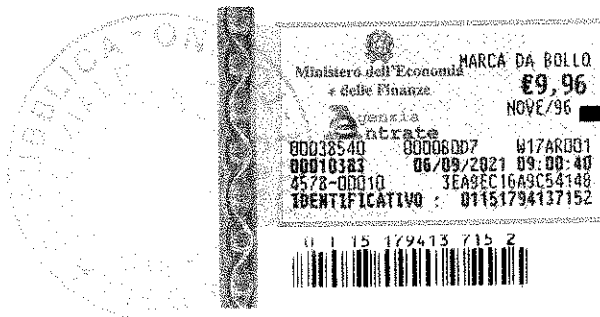 Ministero dell'Economia
e delle Finanze
MARCA DA BOLLO
€9,96
NOVE/96
Agenzia
Entrate
00038540 00006007 W17AR001
00010383 06/09/2021 09:00:40
4578-00010 3EA9EC16A9C54148
IDENTIFICATIVO : 01151794137152
0 1 15 179413 715 2